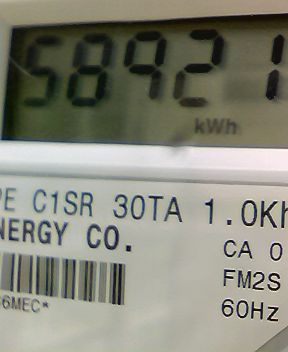 58921
kWh
PE C1SR 30TA 1.0Kh
NERGY CO.
CA 0
FM2S
6MEC*
60Hz